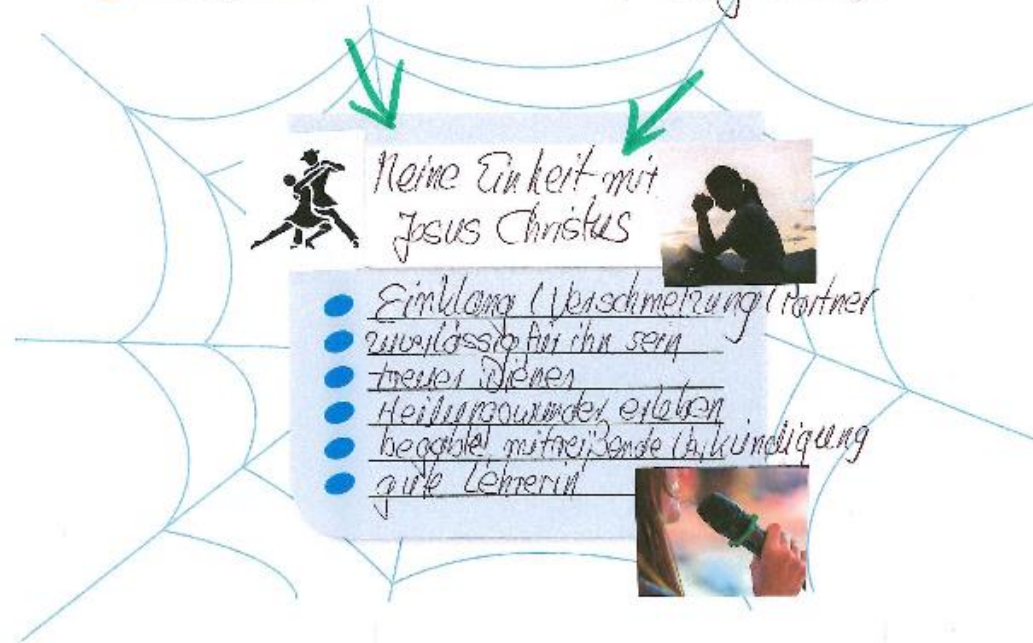 Meine Einheit mit
Jesus Christus
Einklang / Verschmelzung / Partner
zuverlässig für ihn sein
treuer Diener
Heilungswunder erleben
begabte, mitreißende Verkündigung
gute Lehrerin